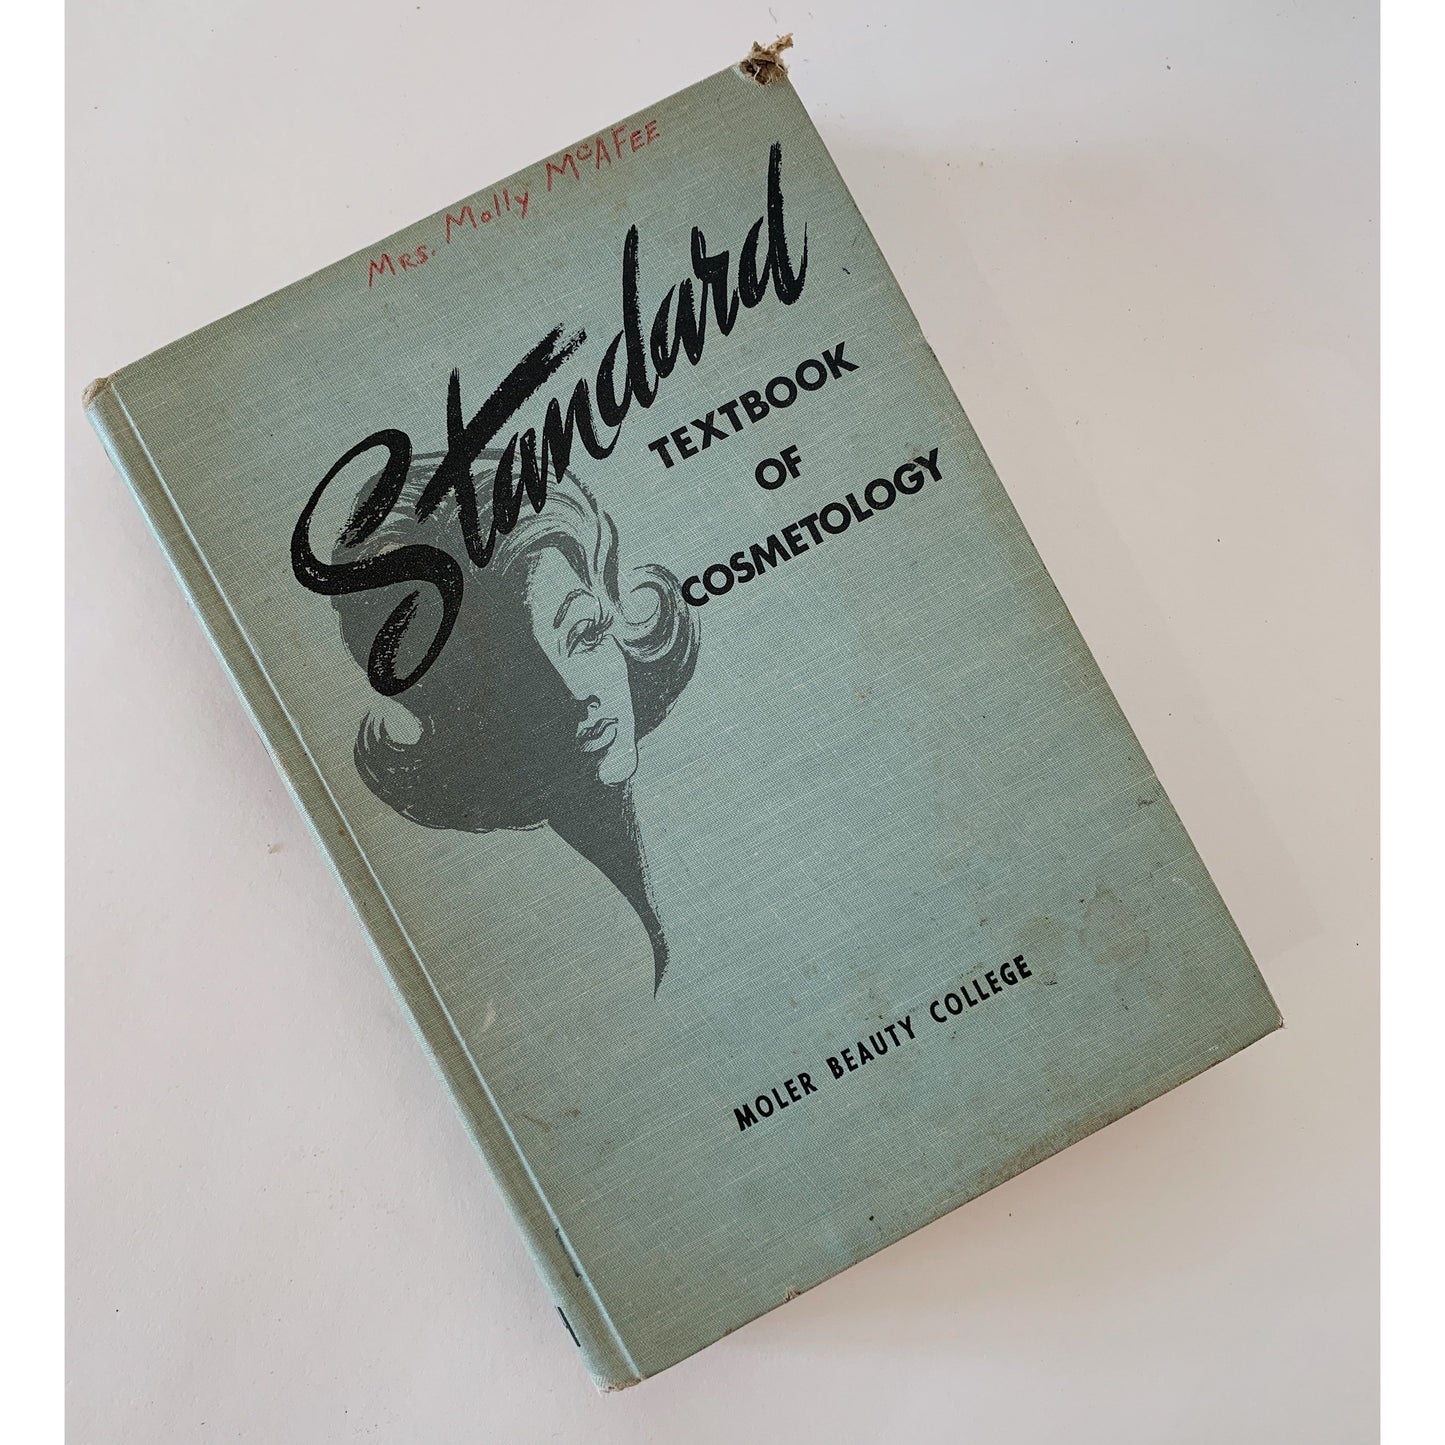 Mrs. Molly McAFEE
Standard
TEXTBOOK
OF
COSMETOLOGY
MOLER BEAUTY COLLEGE